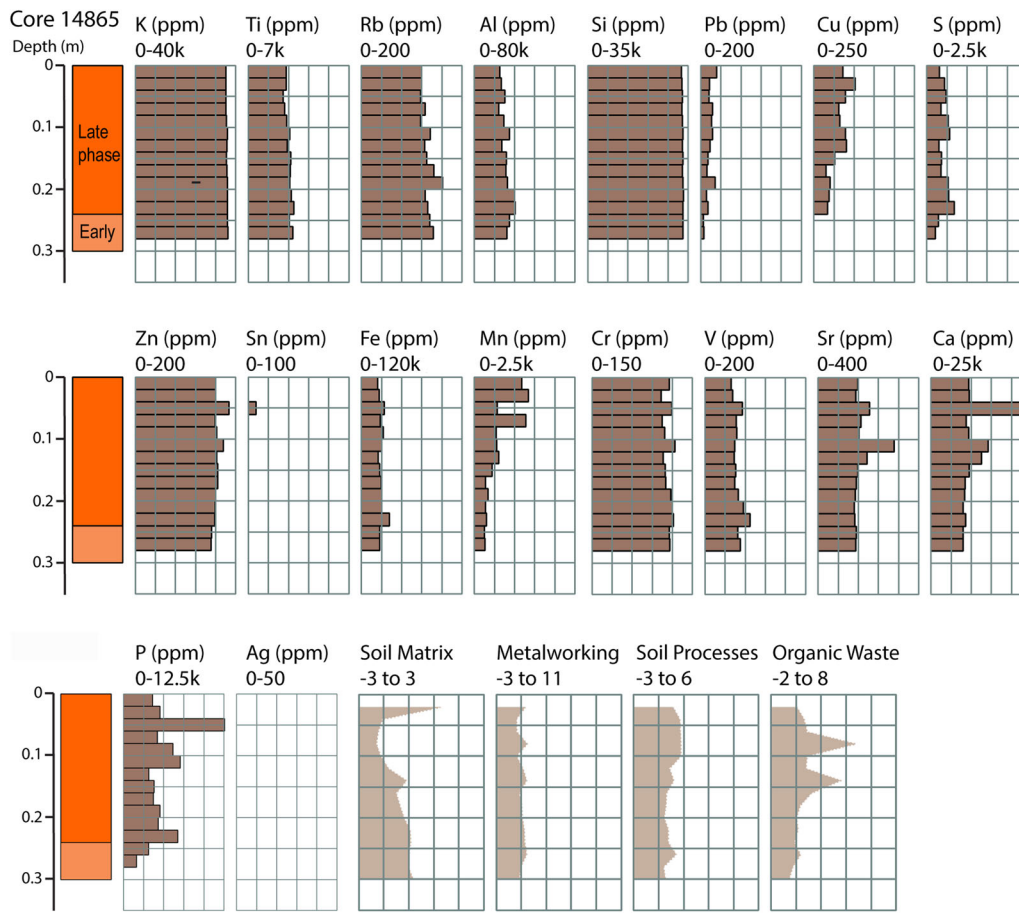 Core 14865
Depth (m)
K (ppm)
0-40k
Ti (ppm)
0-7k
Rb (ppm)
0-200
Al (ppm)
0-80k
Si (ppm)
0-35k
Pb (ppm)
0-200
Cu (ppm)
0-250
S (ppm)
0-2.5k
0
0.1
0.2
0.3
Late
phase
Early
Zn (ppm)
0-200
Sn (ppm)
0-100
Fe (ppm)
0-120k
Mn (ppm)
0-2.5k
Cr (ppm)
0-150
V (ppm)
0-200
Sr (ppm)
0-400
Ca (ppm)
0-25k
0
0.1
0.2
0.3
P (ppm)
0-12.5k
Ag (ppm)
0-50
Soil Matrix
-3 to 3
Metalworking
-3 to 11
Soil Processes
-3 to 6
Organic Waste
-2 to 8
0
0.1
0.2
0.3